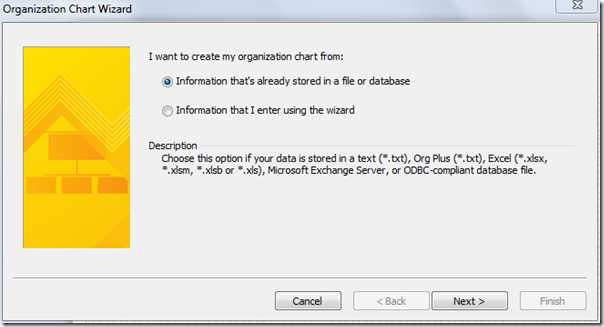 Organization Chart Wizard
I want to create my organization chart from:
Information that's already stored in a file or database
Information that I enter using the wizard
Description
Choose this option if your data is stored in a text (*.txt), Org Plus (*.txt), Excel (*.xlsx,
*.xlsm, *.xlsb or *.xls), Microsoft Exchange Server, or ODBC-compliant database file.
Cancel
< Back
Next >
Finish